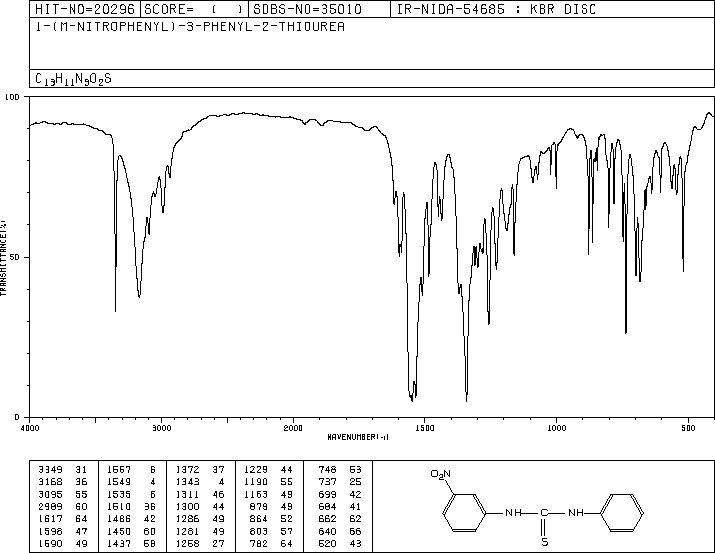 HIT-NO=20296 SCORE= ( ) SDBS-NO=35010 IR-NIDA-54685 : KBR DISC
1-(M-NITROPHENYL)-3-PHENYL-2-THIOUREA
C13H11N3O2S
100
50
0
TRANSMITTANCE(%)
4000 3000 2000 1500 1000 500
WAVENUMBER(-1)
3349 31 1567 6 1372 37 1229 44 748 53
3168 36 1549 4 1343 4 1190 55 737 25
3095 55 1535 5 1311 46 1163 49 699 42
2989 60 1510 36 1300 44 879 49 684 41
1617 64 1486 42 1286 49 864 52 662 62
1598 47 1450 60 1281 49 803 57 640 66
1590 49 1437 58 1258 27 782 64 520 43
O2N
NH C NH
S